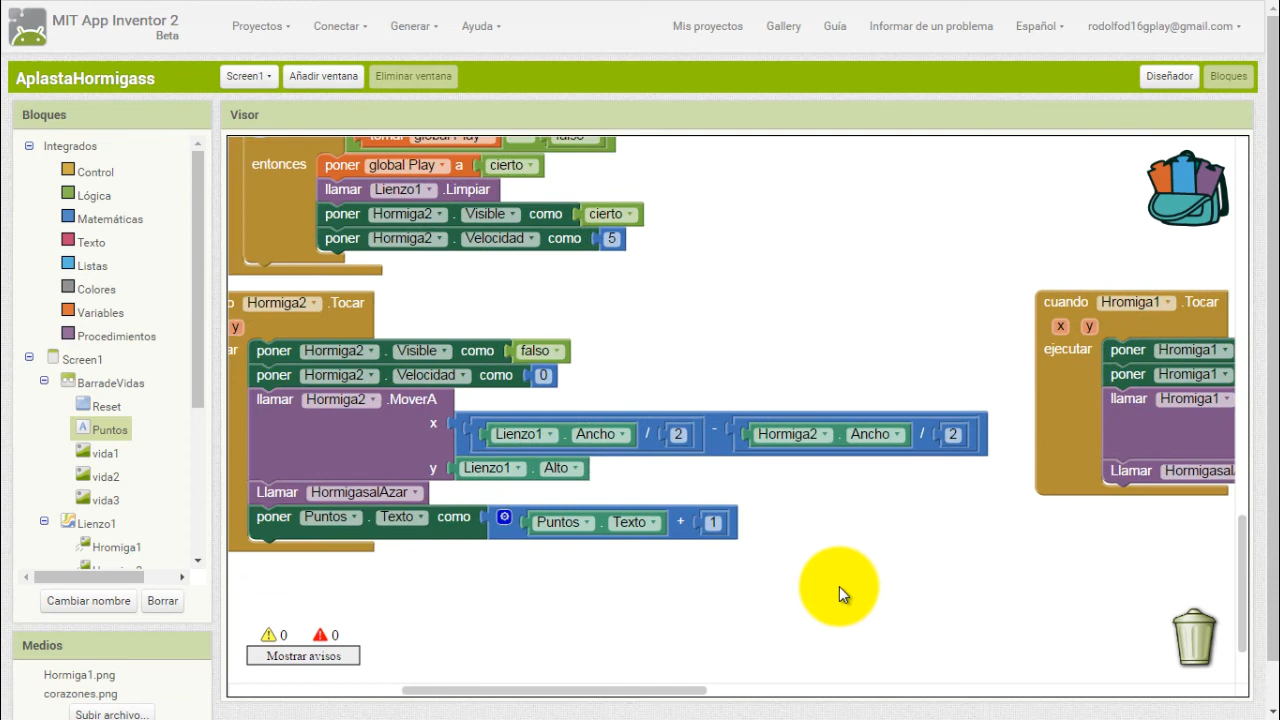 MIT App Inventor 2
Beta
Proyectos Conectar Generar Ayuda Mis proyectos Gallery Guía Informar de un problema Español rodolfod16gplay@gmail.com
AplastaHormigass Screen1 Añadir ventana Eliminar ventana Diseñador Bloques
Bloques
Integrados
Control
Lógica
Matemáticas
Texto
Listas
Colores
Variables
Procedimientos
Screen1
BarradeVidas
Reset
A Puntos
vida1
vida2
vida3
Lienzo1
Hromiga1
Cambiar nombre Borrar
Medios
Hormiga1.png
corazones.png
Subir archivo...
Visor
tomar global Play falso
entonces poner global Play a cierto
llamar Lienzo1 .Limpiar
poner Hormiga2 . Visible como cierto
poner Hormiga2 . Velocidad como 5
Hormiga2 .Tocar
y
poner Hormiga2 . Visible como falso
poner Hormiga2 . Velocidad como 0
llamar Hormiga2 .MoverA
x Lienzo1 . Ancho / 2 - Hormiga2 . Ancho / 2
y Lienzo1 . Alto
Llamar HormigasalAzar
poner Puntos . Texto como Puntos . Texto + 1
cuando Hromiga1 .Tocar
x y
ejecutar poner Hromiga1
poner Hromiga1
llamar Hromiga1
Llamar
0 0
Mostrar avisos